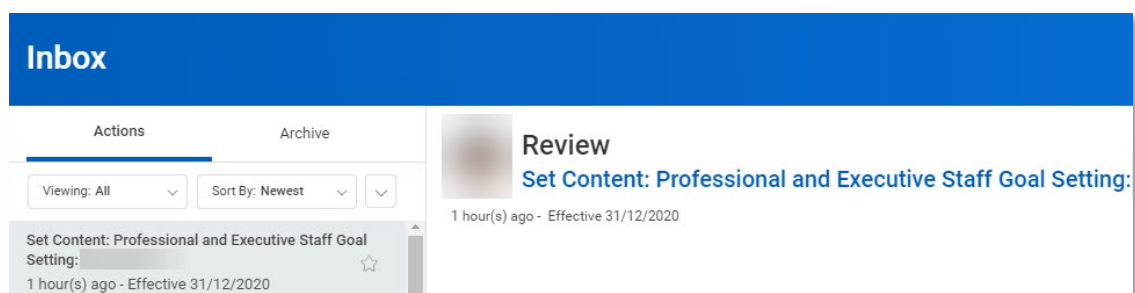 Inbox
Actions
Archive
Viewing: All
Sort By: Newest
Set Content: Professional and Executive Staff Goal
Setting:
1 hour(s) ago - Effective 31/12/2020
Review
Set Content: Professional and Executive Staff Goal Setting:
1 hour(s) ago - Effective 31/12/2020